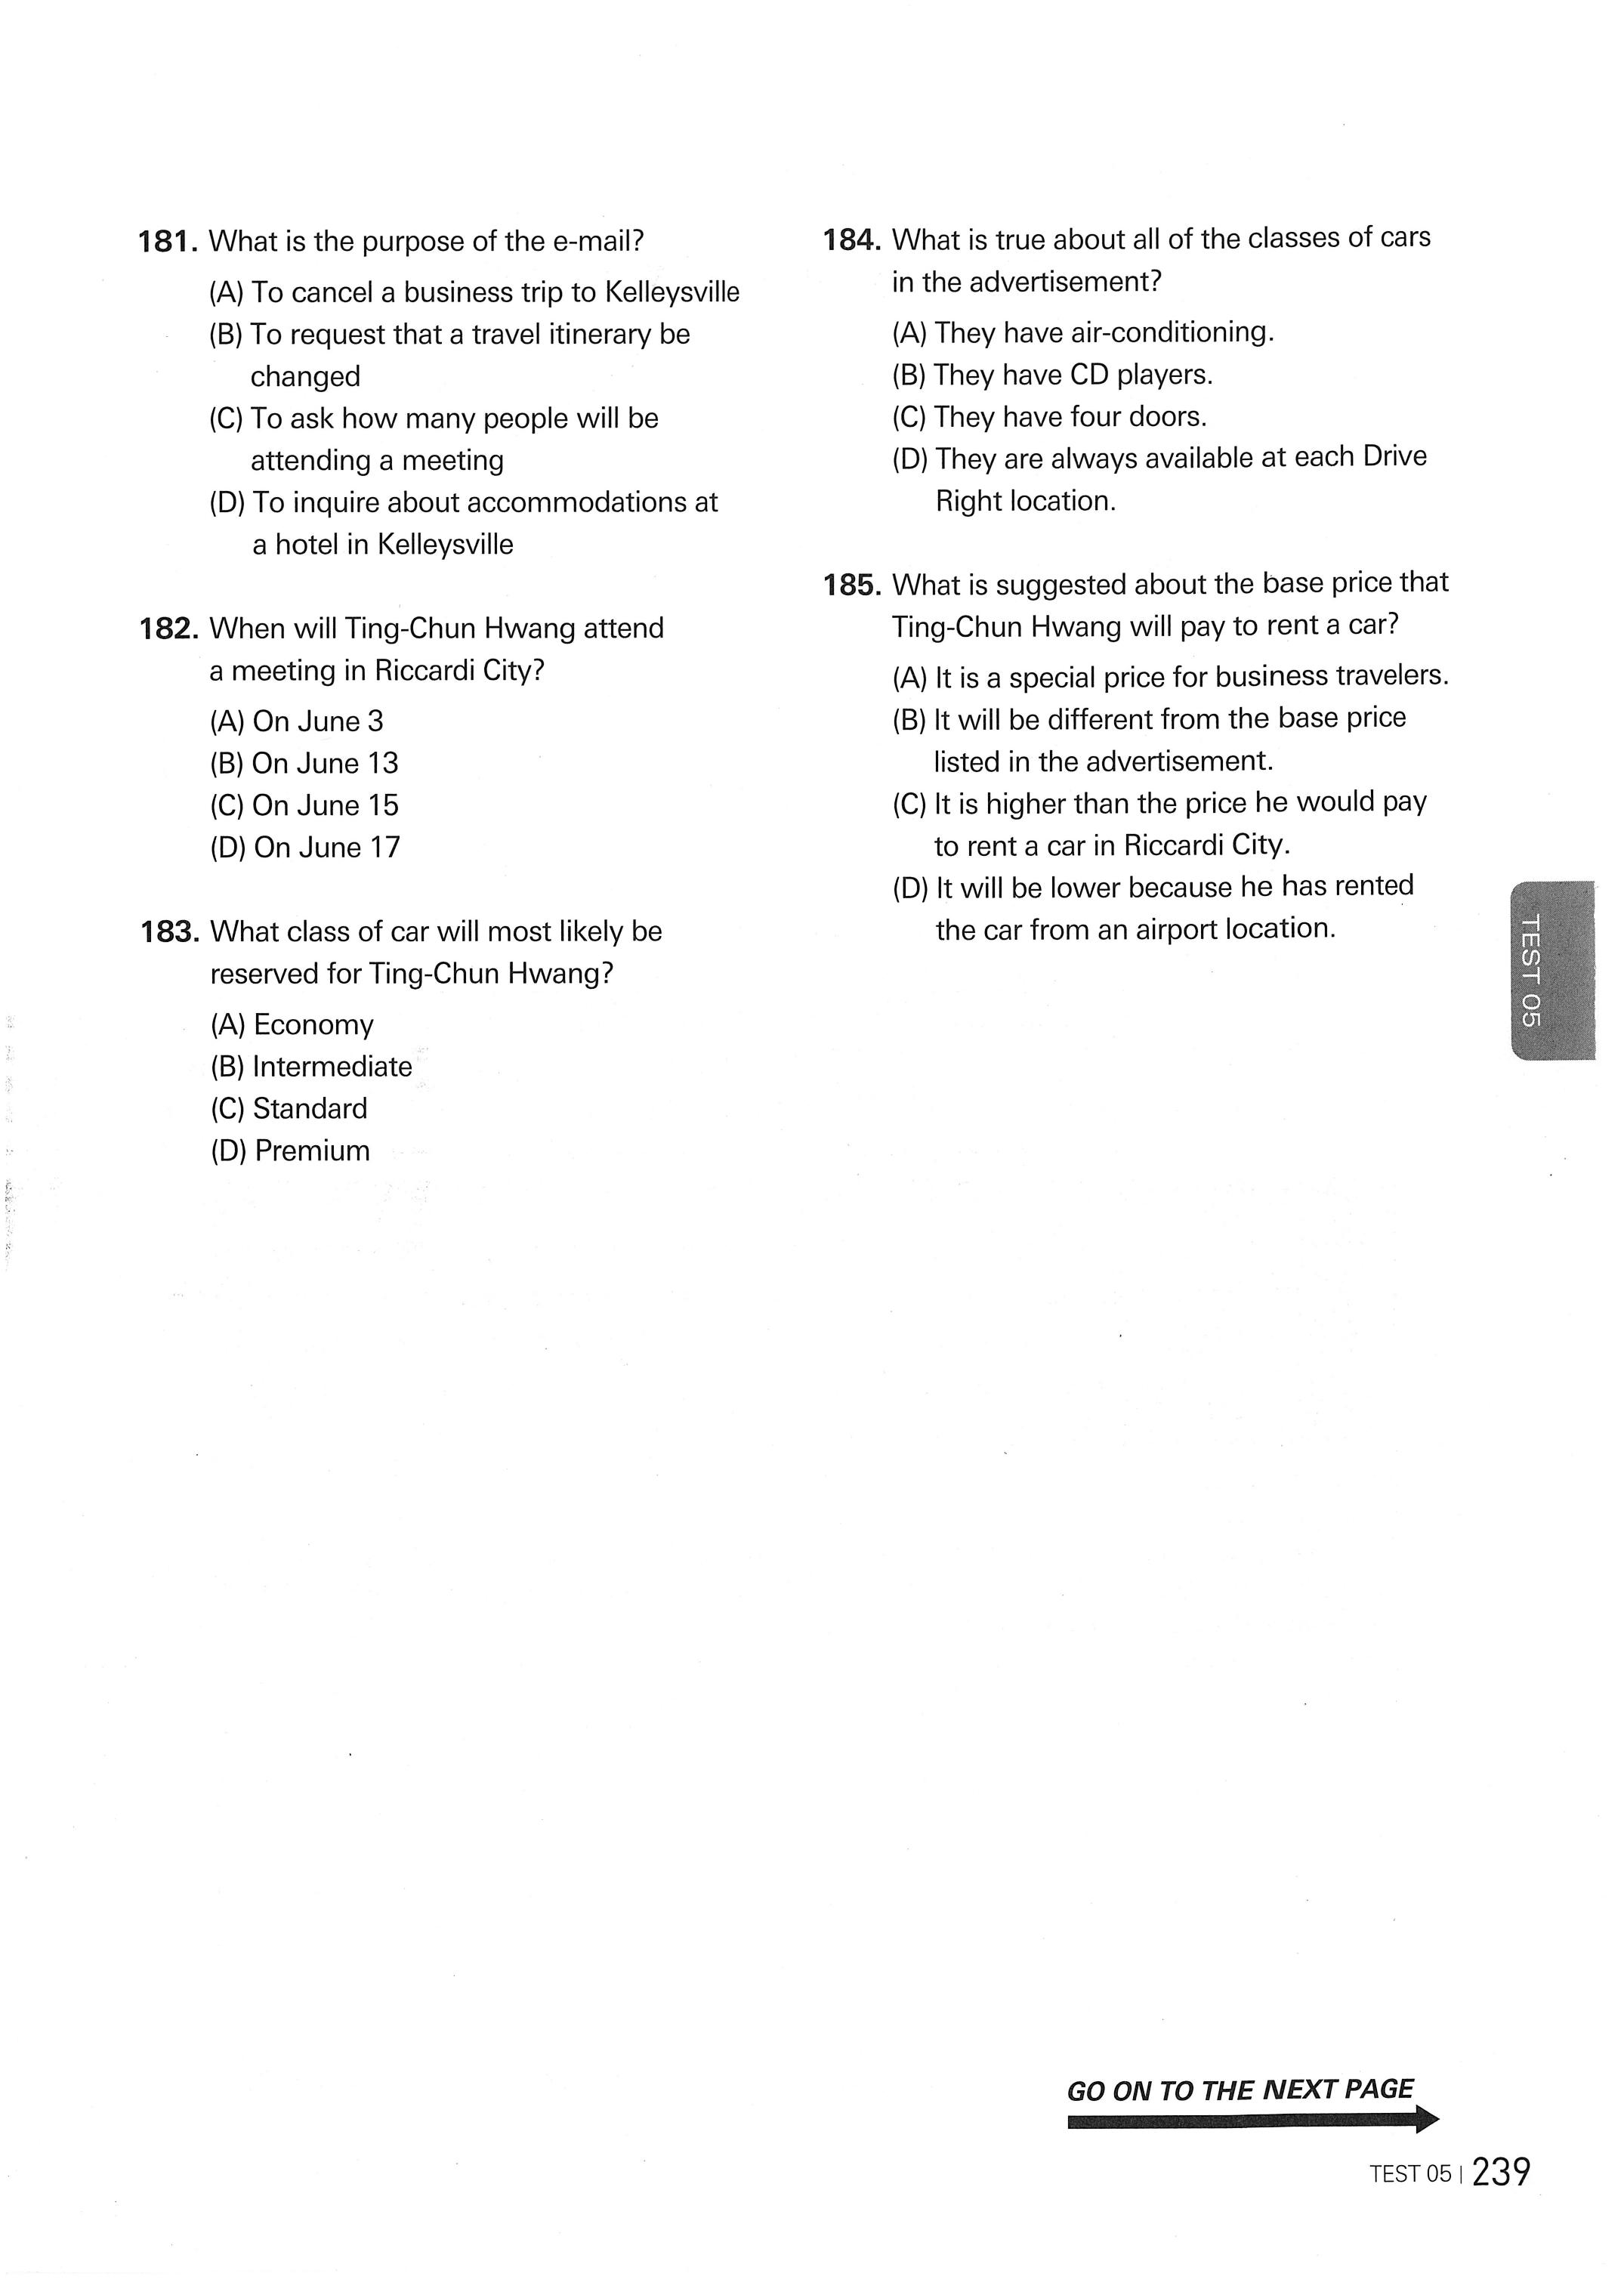 181. What is the purpose of the e-mail?
(A) To cancel a business trip to Kelleysville
(B) To request that a travel itinerary be
changed
(C) To ask how many people will be
attending a meeting
(D) To inquire about accommodations at
a hotel in Kelleysville
182. When will Ting-Chun Hwang attend
a meeting in Riccardi City?
(A) On June 3
(B) On June 13
(C) On June 15
(D) On June 17
183. What class of car will most likely be
reserved for Ting-Chun Hwang?
(A) Economy
(B) Intermediate
(C) Standard
(D) Premium
184. What is true about all of the classes of cars
in the advertisement?
(A) They have air-conditioning.
(B) They have CD players.
(C) They have four doors.
(D) They are always available at each Drive
Right location.
185. What is suggested about the base price that
Ting-Chun Hwang will pay to rent a car?
(A) It is a special price for business travelers.
(B) It will be different from the base price
listed in the advertisement.
(C) It is higher than the price he would pay
to rent a car in Riccardi City.
(D) It will be lower because he has rented
the car from an airport location.
TEST 05
GO ON TO THE NEXT PAGE
TEST 05 | 239